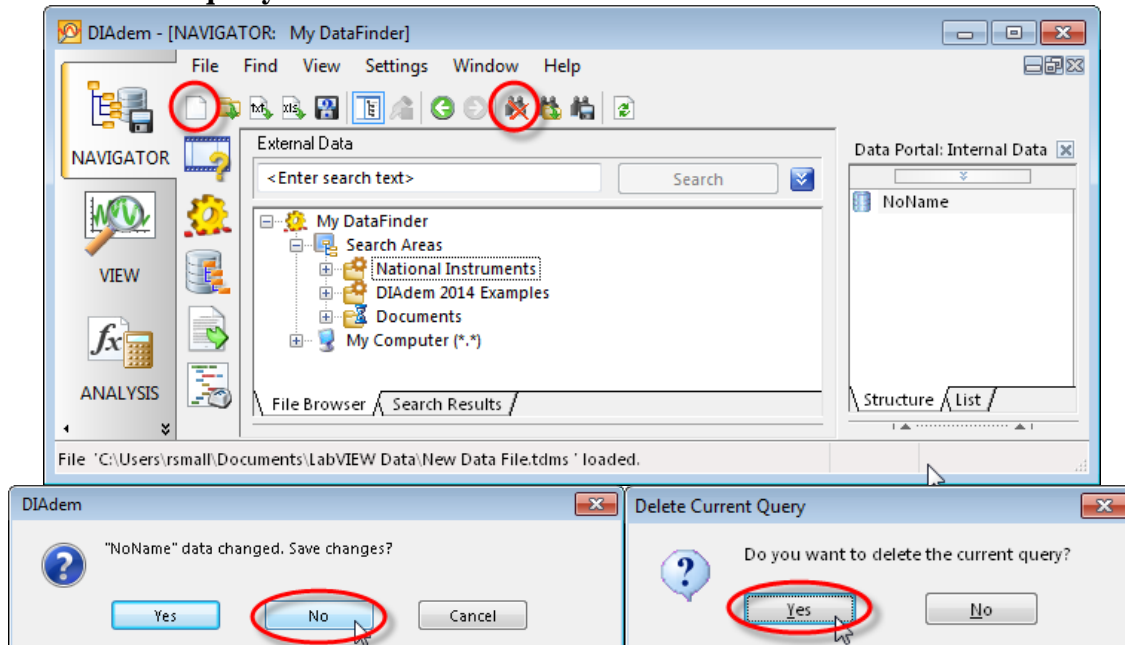 DIAdem - [NAVIGATOR: My DataFinder]
File Find View Settings Window Help
NAVIGATOR
VIEW
ANALYSIS
External Data
<Enter search text>
Search
My DataFinder
Search Areas
National Instruments
DIAdem 2014 Examples
Documents
My Computer (*.*)
File Browser Search Results
Data Portal: Internal Data
NoName
Structure List
File 'C:\Users\rsmall\Documents\LabVIEW Data\New Data File.tdms ' loaded.
DIAdem
"NoName" data changed. Save changes?
Yes No Cancel
Delete Current Query
Do you want to delete the current query?
Yes No